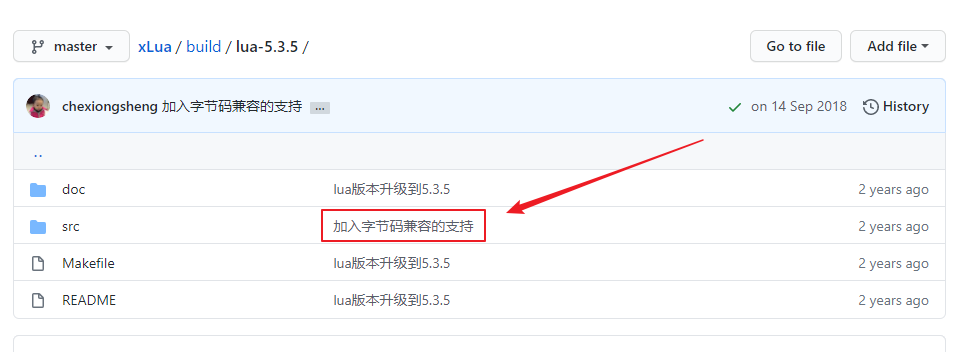 master xLua / build / lua-5.3.5 / Go to file Add file
chexiongsheng 加入字节码兼容的支持 ... on 14 Sep 2018 History
..
doc lua版本升级到5.3.5 2 years ago
src 加入字节码兼容的支持 2 years ago
Makefile lua版本升级到5.3.5 2 years ago
README lua版本升级到5.3.5 2 years ago